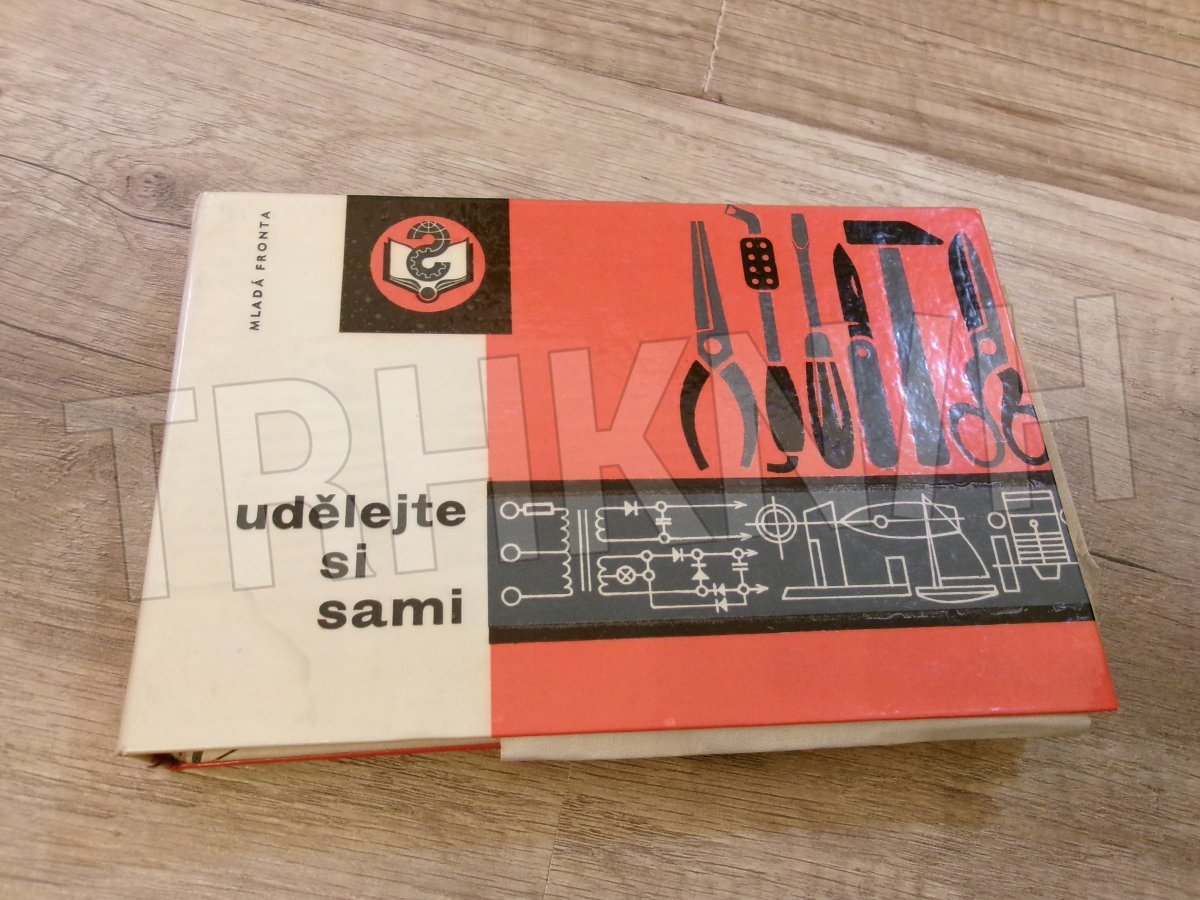 MLADÁ FRONTA
udělejte
si
sami
TRHKNIH